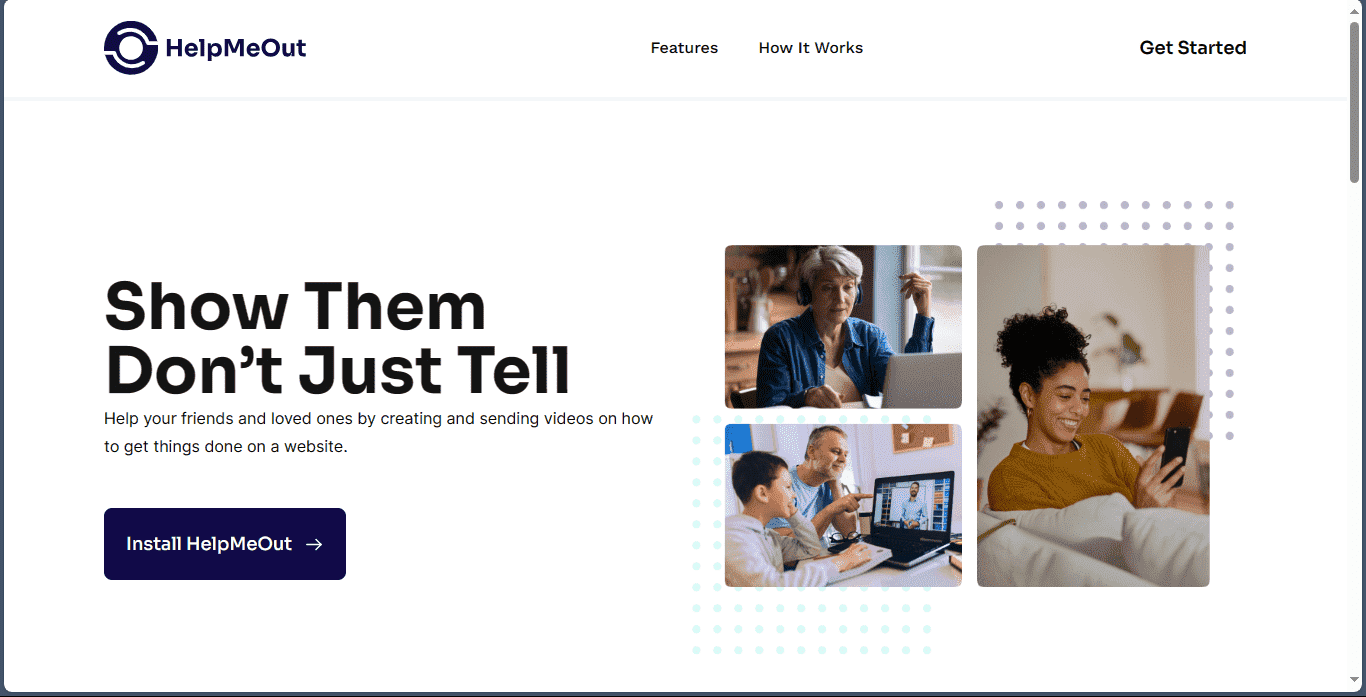 HelpMeOut
Features
How It Works
Get Started
Show Them
Don’t Just Tell
Help your friends and loved ones by creating and sending videos on how
to get things done on a website.
Install HelpMeOut →